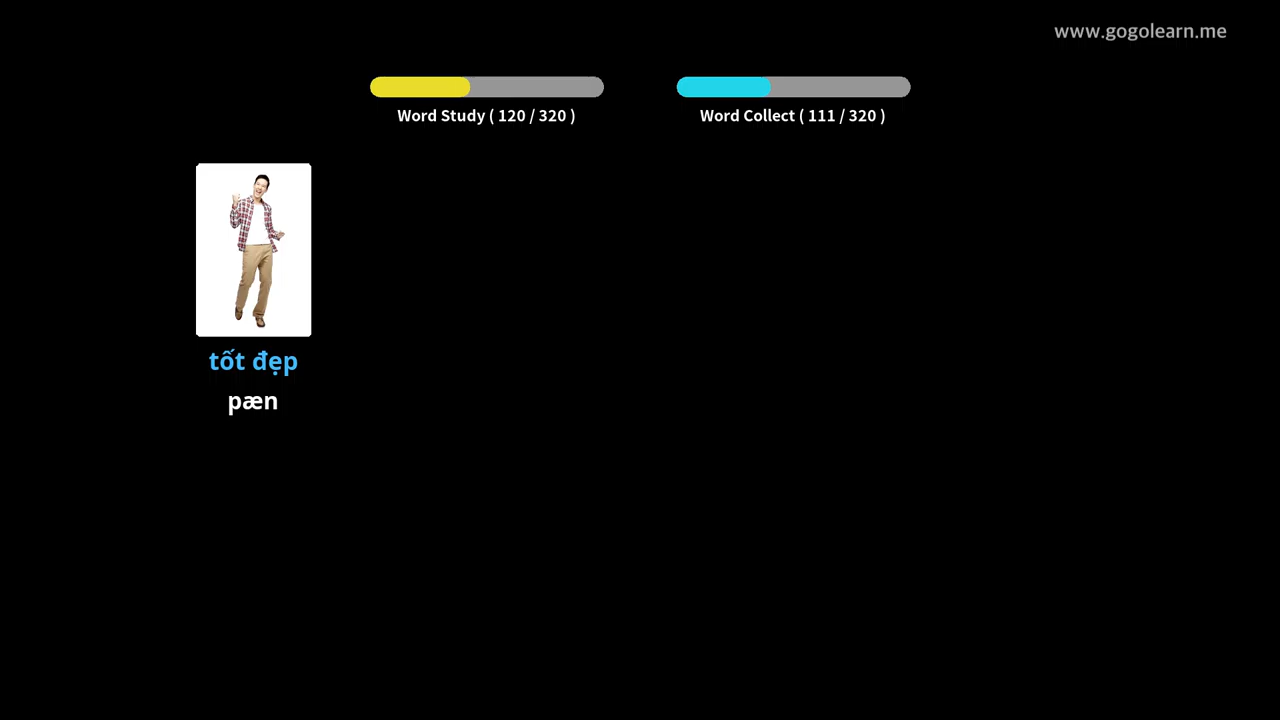 www.gogolearn.me
Word Study ( 120 / 320 )
Word Collect ( 111 / 320 )
tốt đẹp
pæn